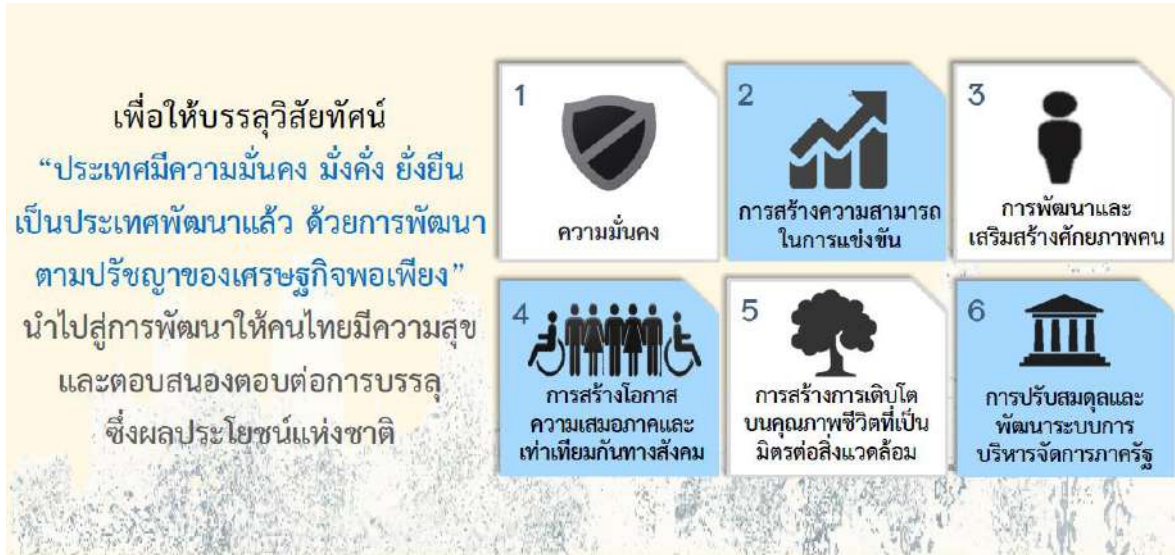 เพื่อให้บรรลุวิสัยทัศน์
“ประเทศมีความมั่นคง มั่งคั่ง ยั่งยืน
เป็นประเทศพัฒนาแล้ว ด้วยการพัฒนา
ตามปรัชญาของเศรษฐกิจพอเพียง”
นำไปสู่การพัฒนาให้คนไทยมีความสุข
และตอบสนองตอบต่อการบรรลุ
ซึ่งผลประโยชน์แห่งชาติ
1
ความมั่นคง
2
การสร้างความสามารถ
ในการแข่งขัน
3
การพัฒนาและ
เสริมสร้างศักยภาพคน
4
การสร้างโอกาส
ความเสมอภาคและ
เท่าเทียมกันทางสังคม
5
การสร้างการเติบโต
บนคุณภาพชีวิตที่เป็น
มิตรต่อสิ่งแวดล้อม
6
การปรับสมดุลและ
พัฒนาระบบการ
บริหารจัดการภาครัฐ